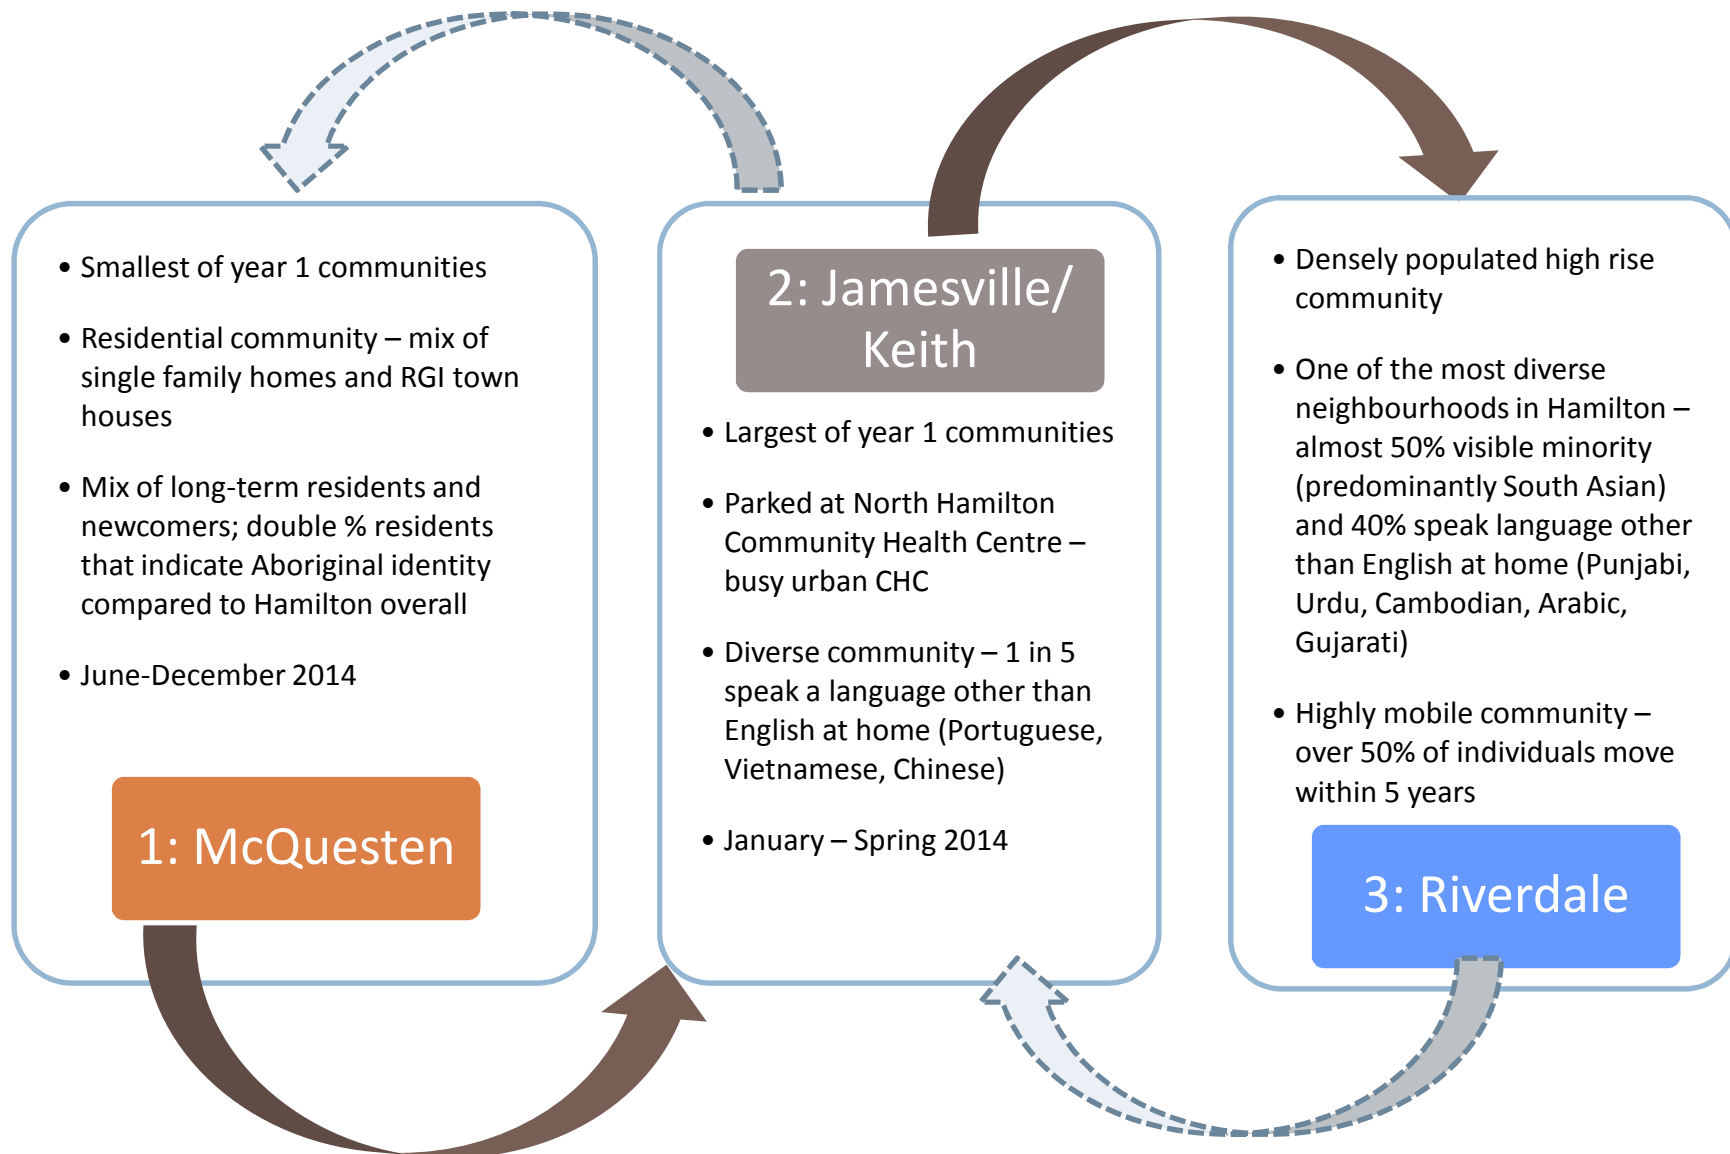 • Smallest of year 1 communities
• Residential community – mix of
single family homes and RGI town
houses
• Mix of long-term residents and
newcomers; double % residents
that indicate Aboriginal identity
compared to Hamilton overall
• June-December 2014
1: McQuesten
2: Jamesville/
Keith
• Largest of year 1 communities
• Parked at North Hamilton
Community Health Centre –
busy urban CHC
• Diverse community – 1 in 5
speak a language other than
English at home (Portuguese,
Vietnamese, Chinese)
• January – Spring 2014
• Densely populated high rise
community
• One of the most diverse
neighbourhoods in Hamilton –
almost 50% visible minority
(predominantly South Asian)
and 40% speak language other
than English at home (Punjabi,
Urdu, Cambodian, Arabic,
Gujarati)
• Highly mobile community –
over 50% of individuals move
within 5 years
3: Riverdale